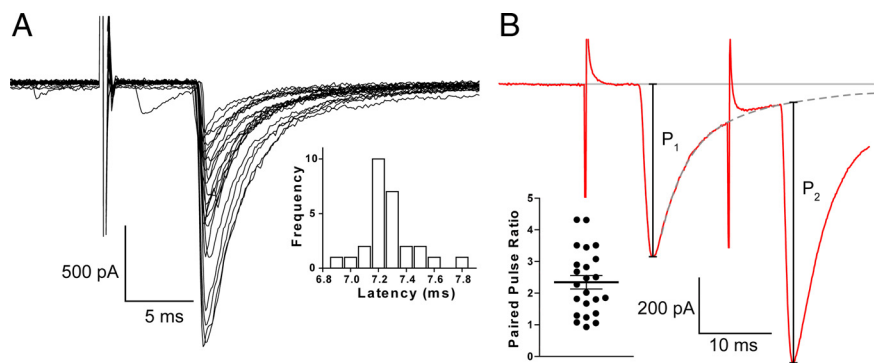 A
500 pA
5 ms
Frequency
10
5
0
6.8 7.0 7.2 7.4 7.6 7.8
Latency (ms)
B
P1
P2
Paired Pulse Ratio
5
4
3
2
1
0
200 pA
10 ms